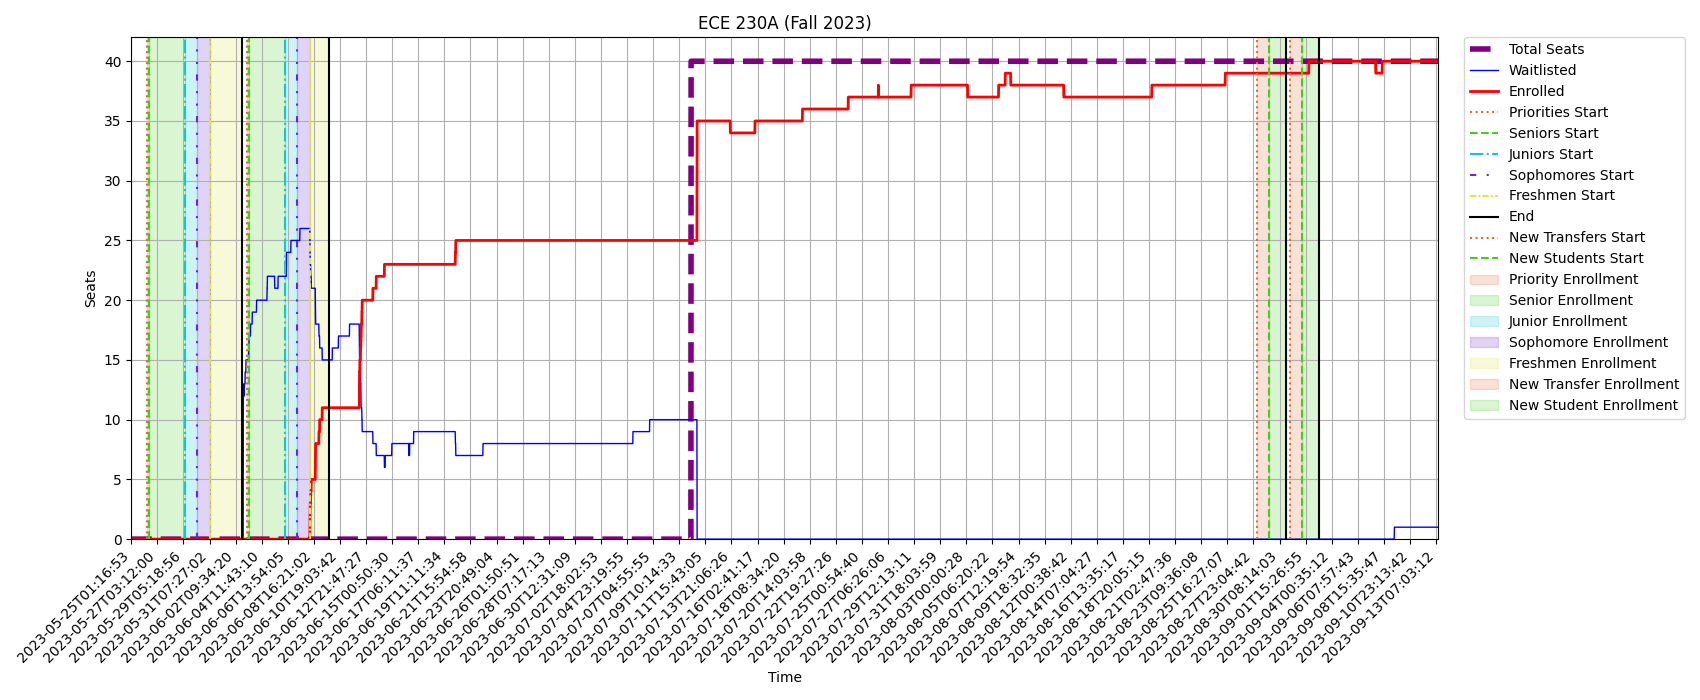 ECE 230A (Fall 2023)
Seats
40
35
30
25
20
15
10
5
0
2023-05-25T01:16:53
2023-05-27T03:12:00
2023-05-29T05:18:56
2023-05-31T07:27:02
2023-06-02T09:34:20
2023-06-04T11:43:10
2023-06-06T13:54:05
2023-06-08T16:21:02
2023-06-10T19:03:42
2023-06-12T21:47:27
2023-06-15T00:50:30
2023-06-17T06:11:37
2023-06-19T11:11:34
2023-06-21T15:54:58
2023-06-23T20:49:04
2023-06-26T01:50:51
2023-06-28T07:17:13
2023-06-30T12:31:09
2023-07-02T18:02:53
2023-07-04T23:19:55
2023-07-07T04:55:55
2023-07-09T10:14:33
2023-07-11T15:43:05
2023-07-13T21:06:26
2023-07-16T02:41:17
2023-07-18T08:34:20
2023-07-20T14:03:58
2023-07-22T19:27:26
2023-07-25T00:54:40
2023-07-27T06:26:06
2023-07-29T12:13:11
2023-07-31T18:03:59
2023-08-03T00:00:28
2023-08-05T06:20:22
2023-08-07T12:19:54
2023-08-09T18:32:35
2023-08-12T00:38:42
2023-08-14T07:04:27
2023-08-16T13:35:17
2023-08-18T20:05:15
2023-08-21T02:47:36
2023-08-23T09:36:08
2023-08-25T16:27:07
2023-08-27T23:04:42
2023-08-30T08:14:03
2023-09-01T15:26:55
2023-09-04T00:35:12
2023-09-06T07:57:43
2023-09-08T15:35:47
2023-09-10T23:13:42
2023-09-13T07:03:12
Time
Total Seats
Waitlisted
Enrolled
Priorities Start
Seniors Start
Juniors Start
Sophomores Start
Freshmen Start
End
New Transfers Start
New Students Start
Priority Enrollment
Senior Enrollment
Junior Enrollment
Sophomore Enrollment
Freshmen Enrollment
New Transfer Enrollment
New Student Enrollment